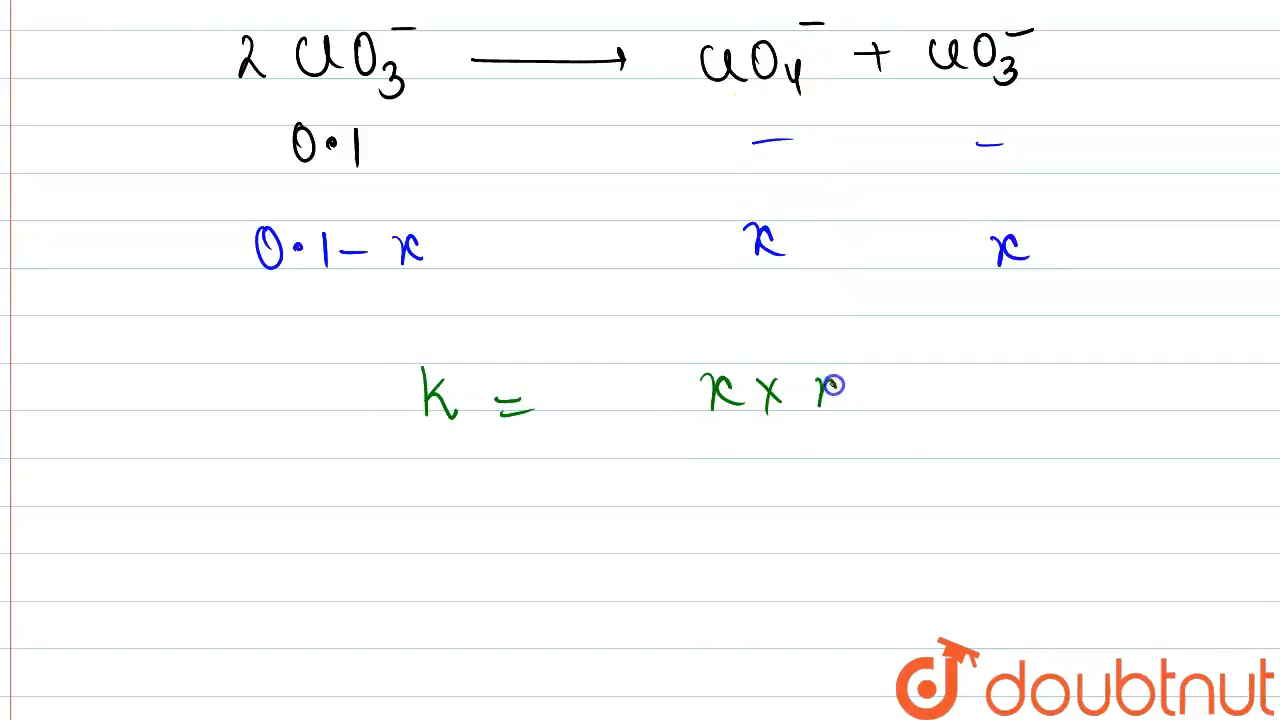 2 ClO₃⁻ ⟶ ClO₄⁻ + ClO₃⁻
0.1 – –
0.1 – x x x
K = x × x
doubtnut